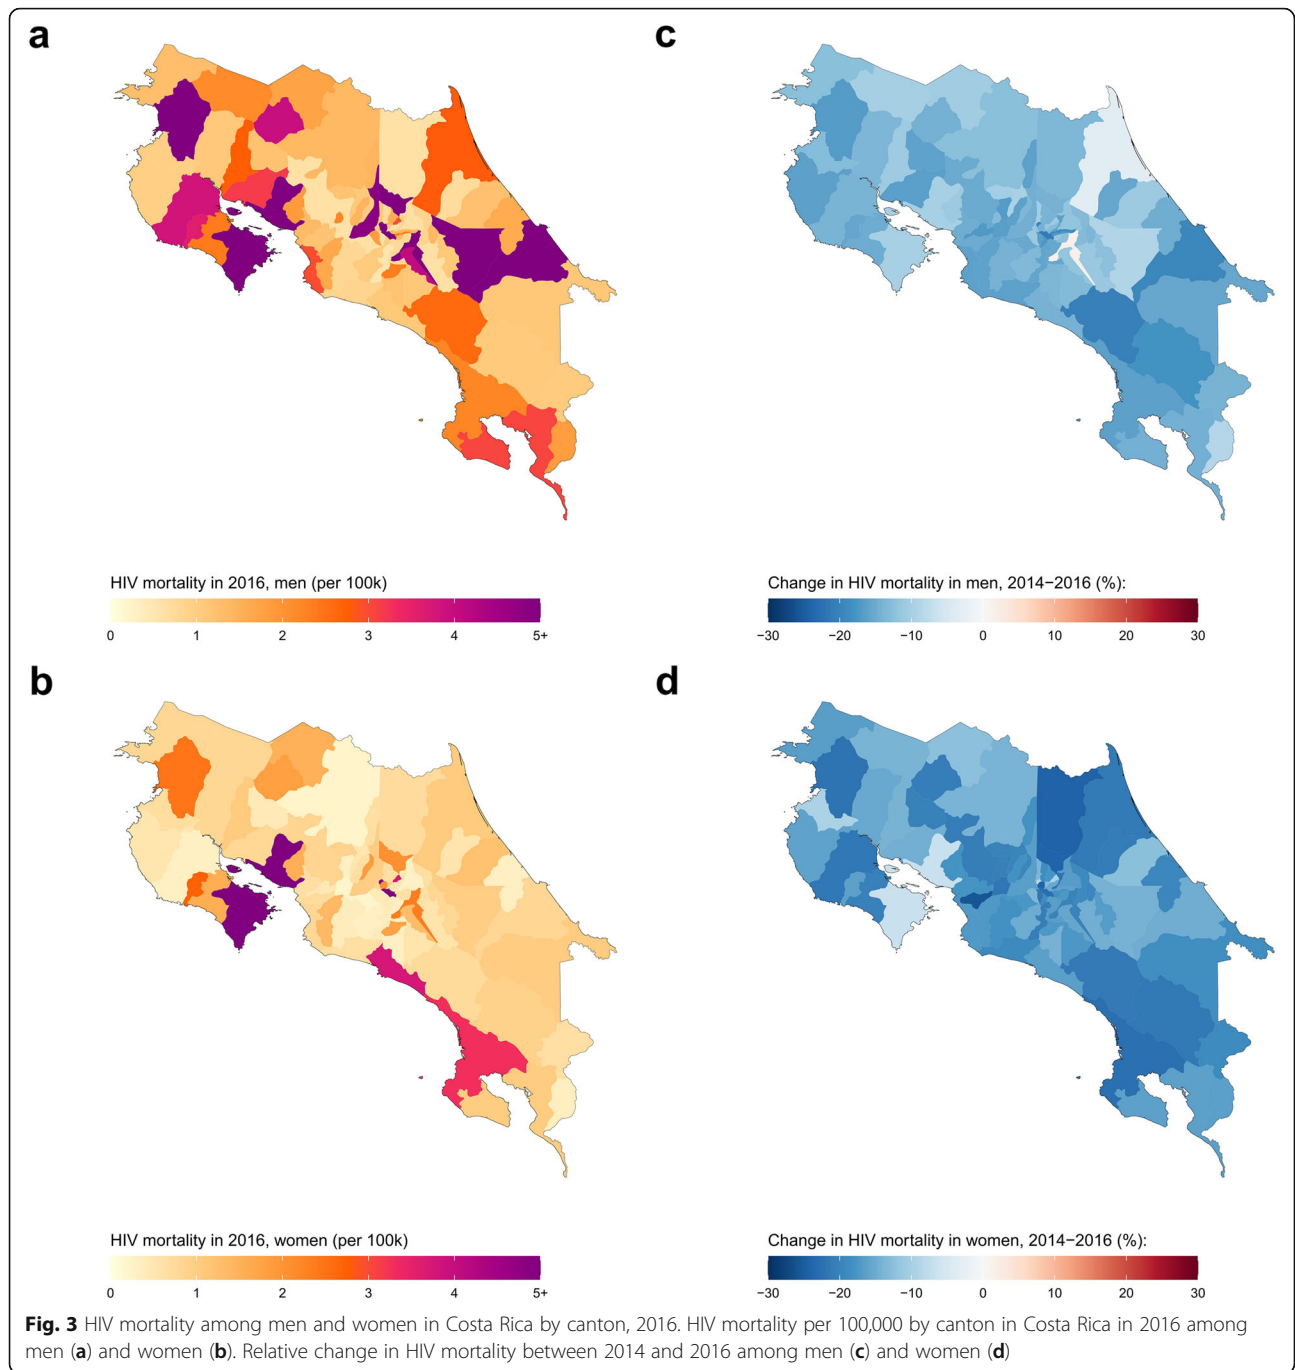 a
c
HIV mortality in 2016, men (per 100k)
0 1 2 3 4 5+
Change in HIV mortality in men, 2014−2016 (%):
−30 −20 −10 0 10 20 30
b
d
HIV mortality in 2016, women (per 100k)
0 1 2 3 4 5+
Change in HIV mortality in women, 2014−2016 (%):
−30 −20 −10 0 10 20 30
Fig. 3 HIV mortality among men and women in Costa Rica by canton, 2016. HIV mortality per 100,000 by canton in Costa Rica in 2016 among
men (a) and women (b). Relative change in HIV mortality between 2014 and 2016 among men (c) and women (d)